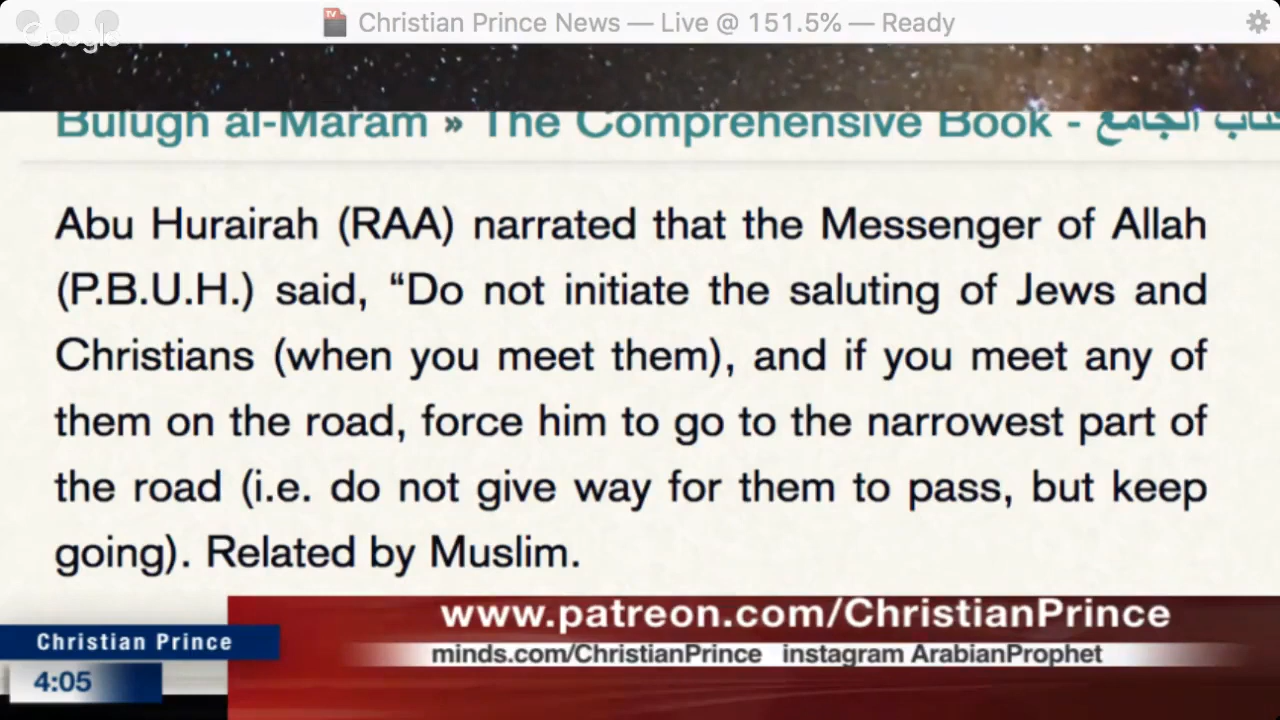 Christian Prince News — Live @ 151.5% — Ready
Google
Bulugh al-Maram » The Comprehensive Book - كتاب الجامع
Abu Hurairah (RAA) narrated that the Messenger of Allah
(P.B.U.H.) said, “Do not initiate the saluting of Jews and
Christians (when you meet them), and if you meet any of
them on the road, force him to go to the narrowest part of
the road (i.e. do not give way for them to pass, but keep
going). Related by Muslim.
www.patreon.com/ChristianPrince
Christian Prince
minds.com/ChristianPrince instagram ArabianProphet
4:05